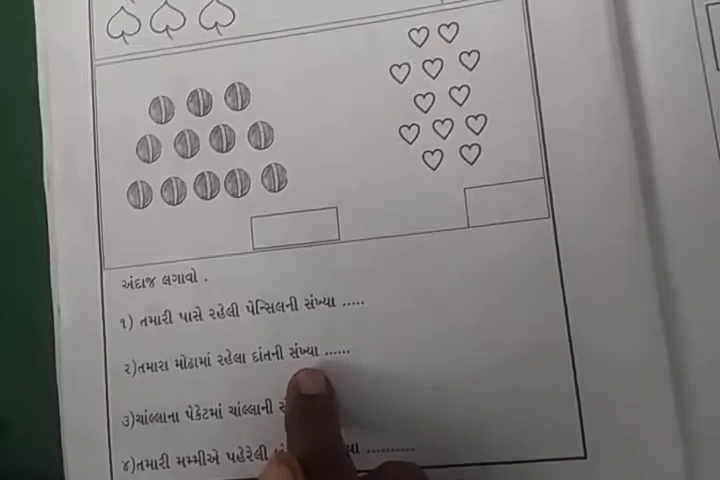 અંદાજ લગાવો .
૧) તમારી પાસે રહેલી પેન્સિલની સંખ્યા .....
૨)તમારા મોઢામાં રહેલા દાંતની સંખ્યા ......
૩)ચાંલ્લાના પેકેટમાં ચાંલ્લાની
૪)તમારી મમ્મીએ પહેરેલી ..........